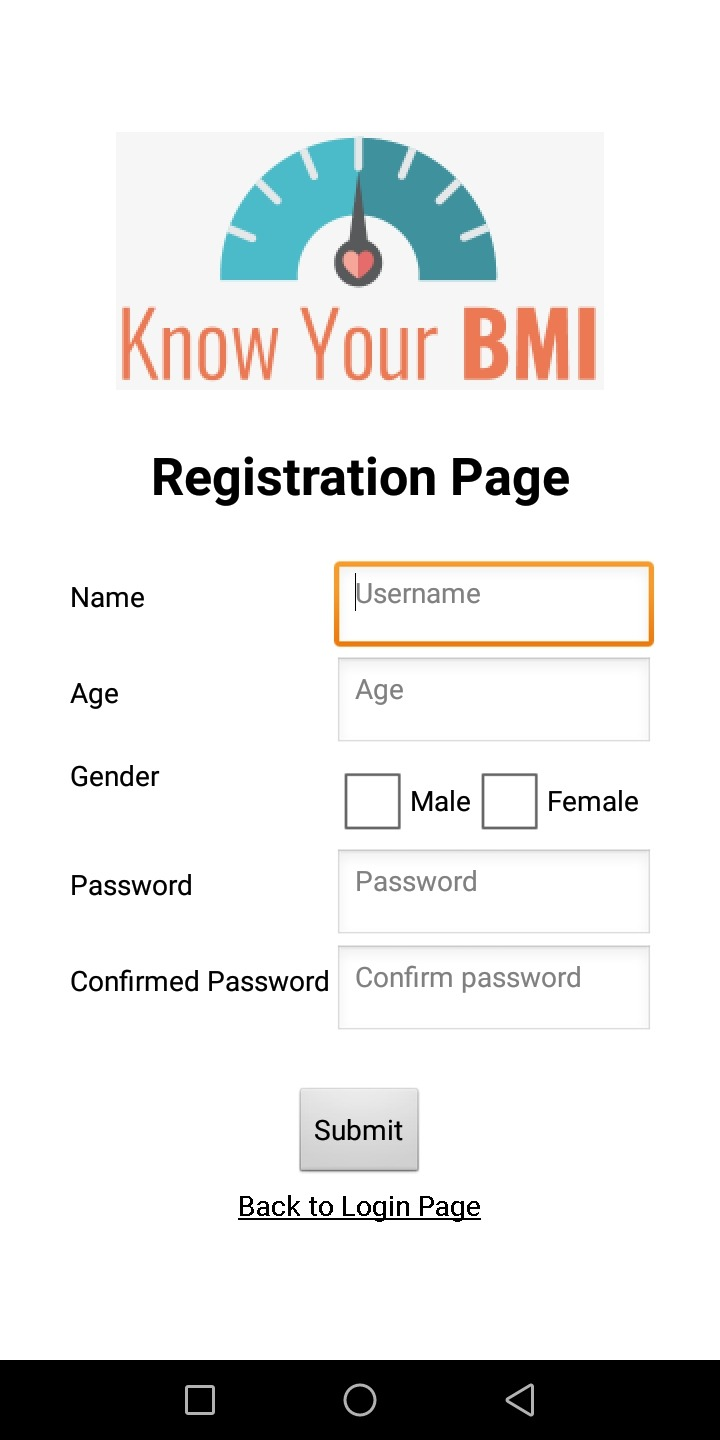 Know Your BMI
Registration Page
Name
Username
Age
Age
Gender
Male
Female
Password
Password
Confirmed Password
Confirm password
Submit
Back to Login Page